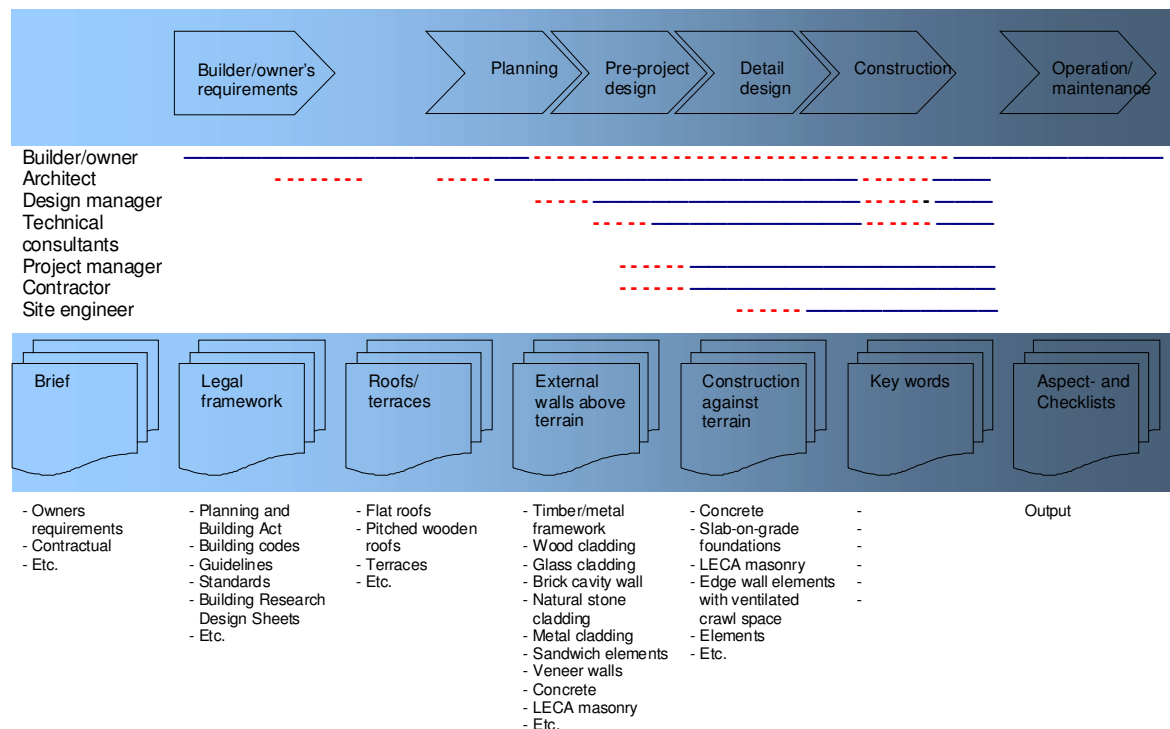 Builder/owner's
requirements
Planning
Pre-project
design
Detail
design
Construction
Operation/
maintenance
Builder/owner
Architect
Design manager
Technical
consultants
Project manager
Contractor
Site engineer
Brief
Legal
framework
Roofs/
terraces
External
walls above
terrain
Construction
against
terrain
Key words
Aspect- and
Checklists
- Owners
requirements
- Contractual
- Etc.
- Planning and
Building Act
- Building codes
- Guidelines
- Standards
- Building Research
Design Sheets
- Etc.
- Flat roofs
- Pitched wooden
roofs
- Terraces
- Etc.
- Timber/metal
framework
- Wood cladding
- Glass cladding
- Brick cavity wall
- Natural stone
cladding
- Metal cladding
- Sandwich elements
- Veneer walls
- Concrete
- LECA masonry
- Etc.
- Concrete
- Slab-on-grade
foundations
- LECA masonry
- Edge wall elements
with ventilated
crawl space
- Elements
- Etc.
-
-
-
-
-
Output